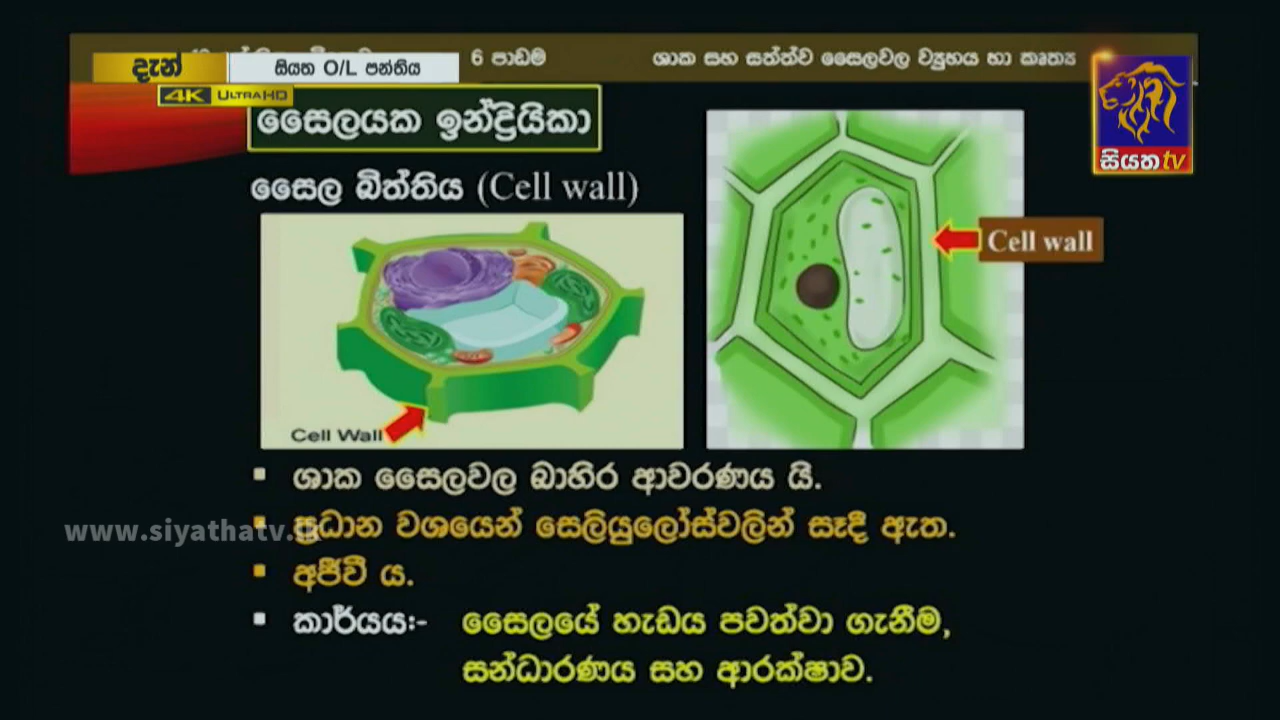 6 පාඩම ශාක සහ සත්ත්ව සෛලවල ව්‍යුහය හා කෘත්‍ය
දැන් සියත O/L පන්තිය
4K ULTRA HD
සෛලයක ඉන්ද්‍රියිකා
සියත tv
සෛල බිත්තිය (Cell wall)
Cell wall
Cell Wall
▪ ශාක සෛලවල බාහිර ආවරණය යි.
▪ ප්‍රධාන වශයෙන් සෙලියුලෝස්වලින් සෑදී ඇත.
www.siyathatv.lk
▪ අජීවී ය.
▪ කාර්යය:- සෛලයේ හැඩය පවත්වා ගැනීම,
සන්ධාරණය සහ ආරක්ෂාව.